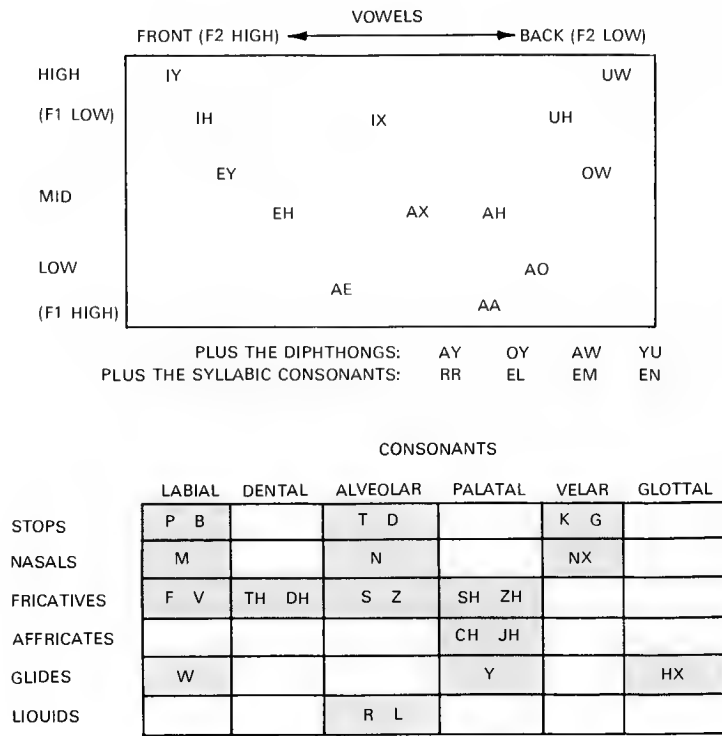 VOWELS
FRONT (F2 HIGH) BACK (F2 LOW)
HIGH IY UW
(F1 LOW) IH IX UH
EY OW
MID EH AX AH
LOW AO
AE
(F1 HIGH) AA
PLUS THE DIPHTHONGS: AY OY AW YU
PLUS THE SYLLABIC CONSONANTS: RR EL EM EN
CONSONANTS
LABIAL DENTAL ALVEOLAR PALATAL VELAR GLOTTAL
STOPS P B T D K G
NASALS M N NX
FRICATIVES F V TH DH S Z SH ZH
AFFRICATES CH JH
GLIDES W Y HX
LIQUIDS R L